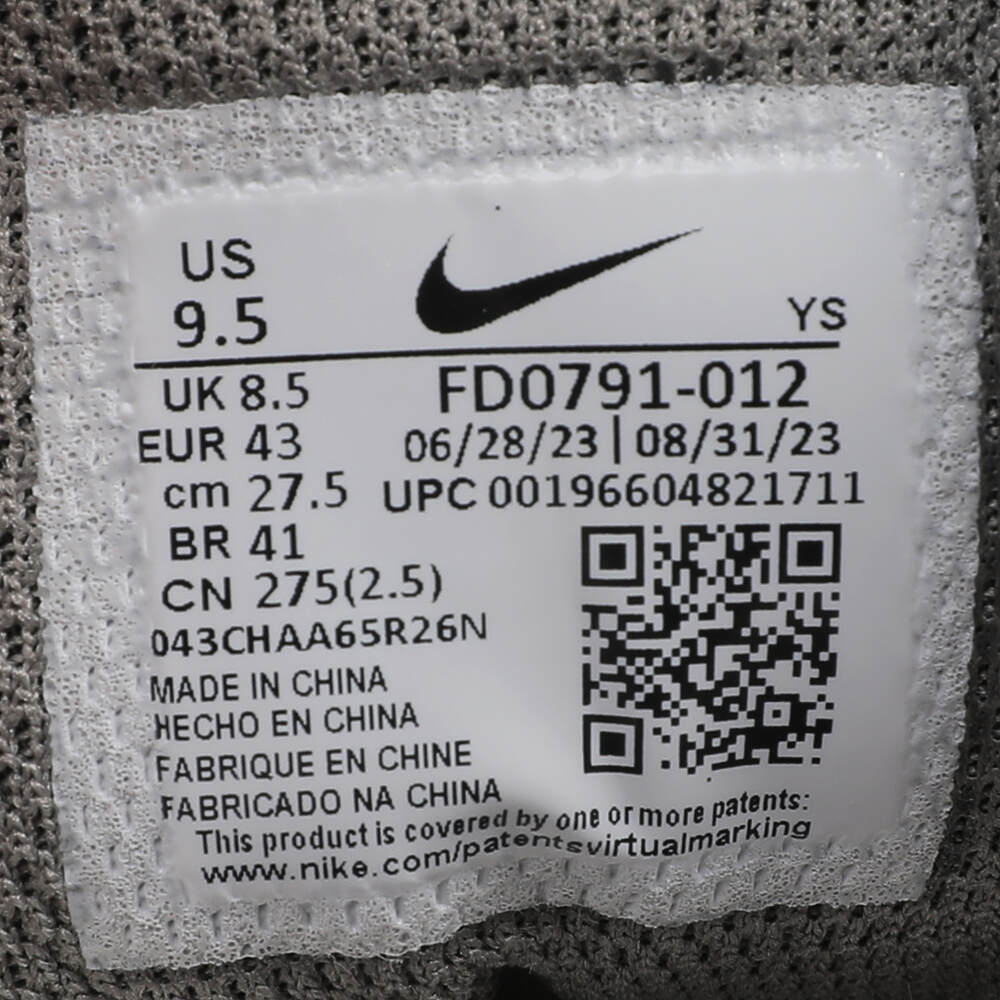 US
9.5
YS
UK 8.5
FD0791-012
EUR 43
06/28/23 | 08/31/23
cm 27.5
UPC 00196604821711
BR 41
CN 275(2.5)
043CHAA65R26N
MADE IN CHINA
HECHO EN CHINA
FABRIQUE EN CHINE
FABRICADO NA CHINA
This product is covered by one or more patents:
www.nike.com/patentsvirtualmarking